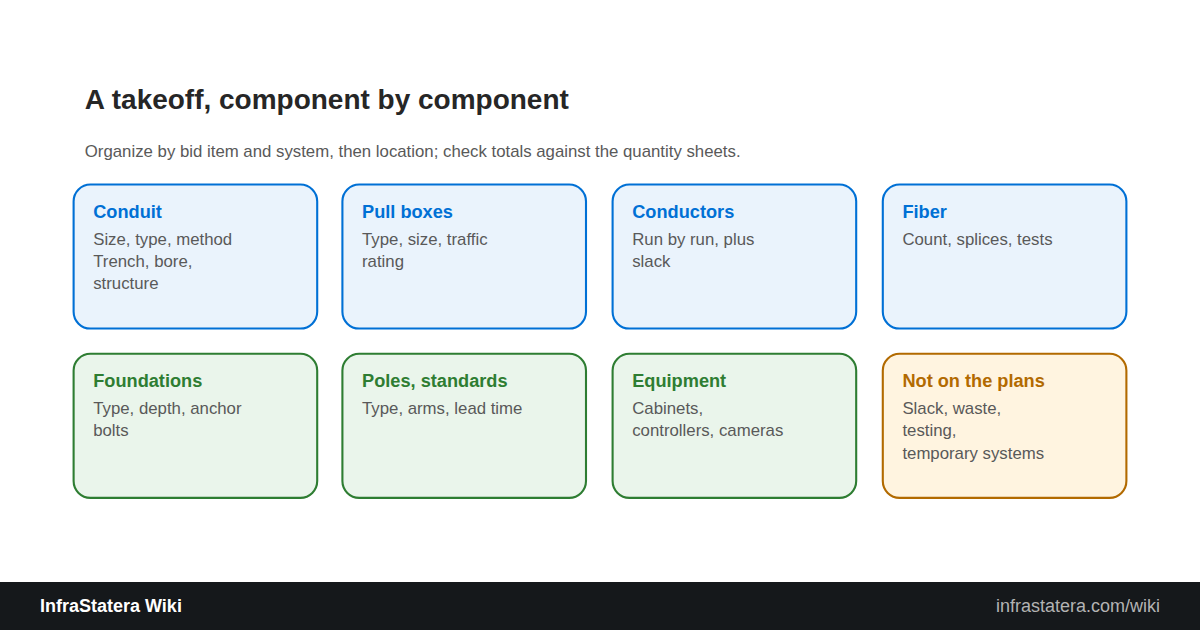 A takeoff, component by component
Organize by bid item and system, then location; check totals against the quantity sheets.
Conduit
Size, type, method
Trench, bore,
structure
Pull boxes
Type, size, traffic
rating
Conductors
Run by run, plus
slack
Fiber
Count, splices, tests
Foundations
Type, depth, anchor
bolts
Poles, standards
Type, arms, lead time
Equipment
Cabinets,
controllers, cameras
Not on the plans
Slack, waste,
testing,
temporary systems
InfraStatera Wiki
infrastatera.com/wiki